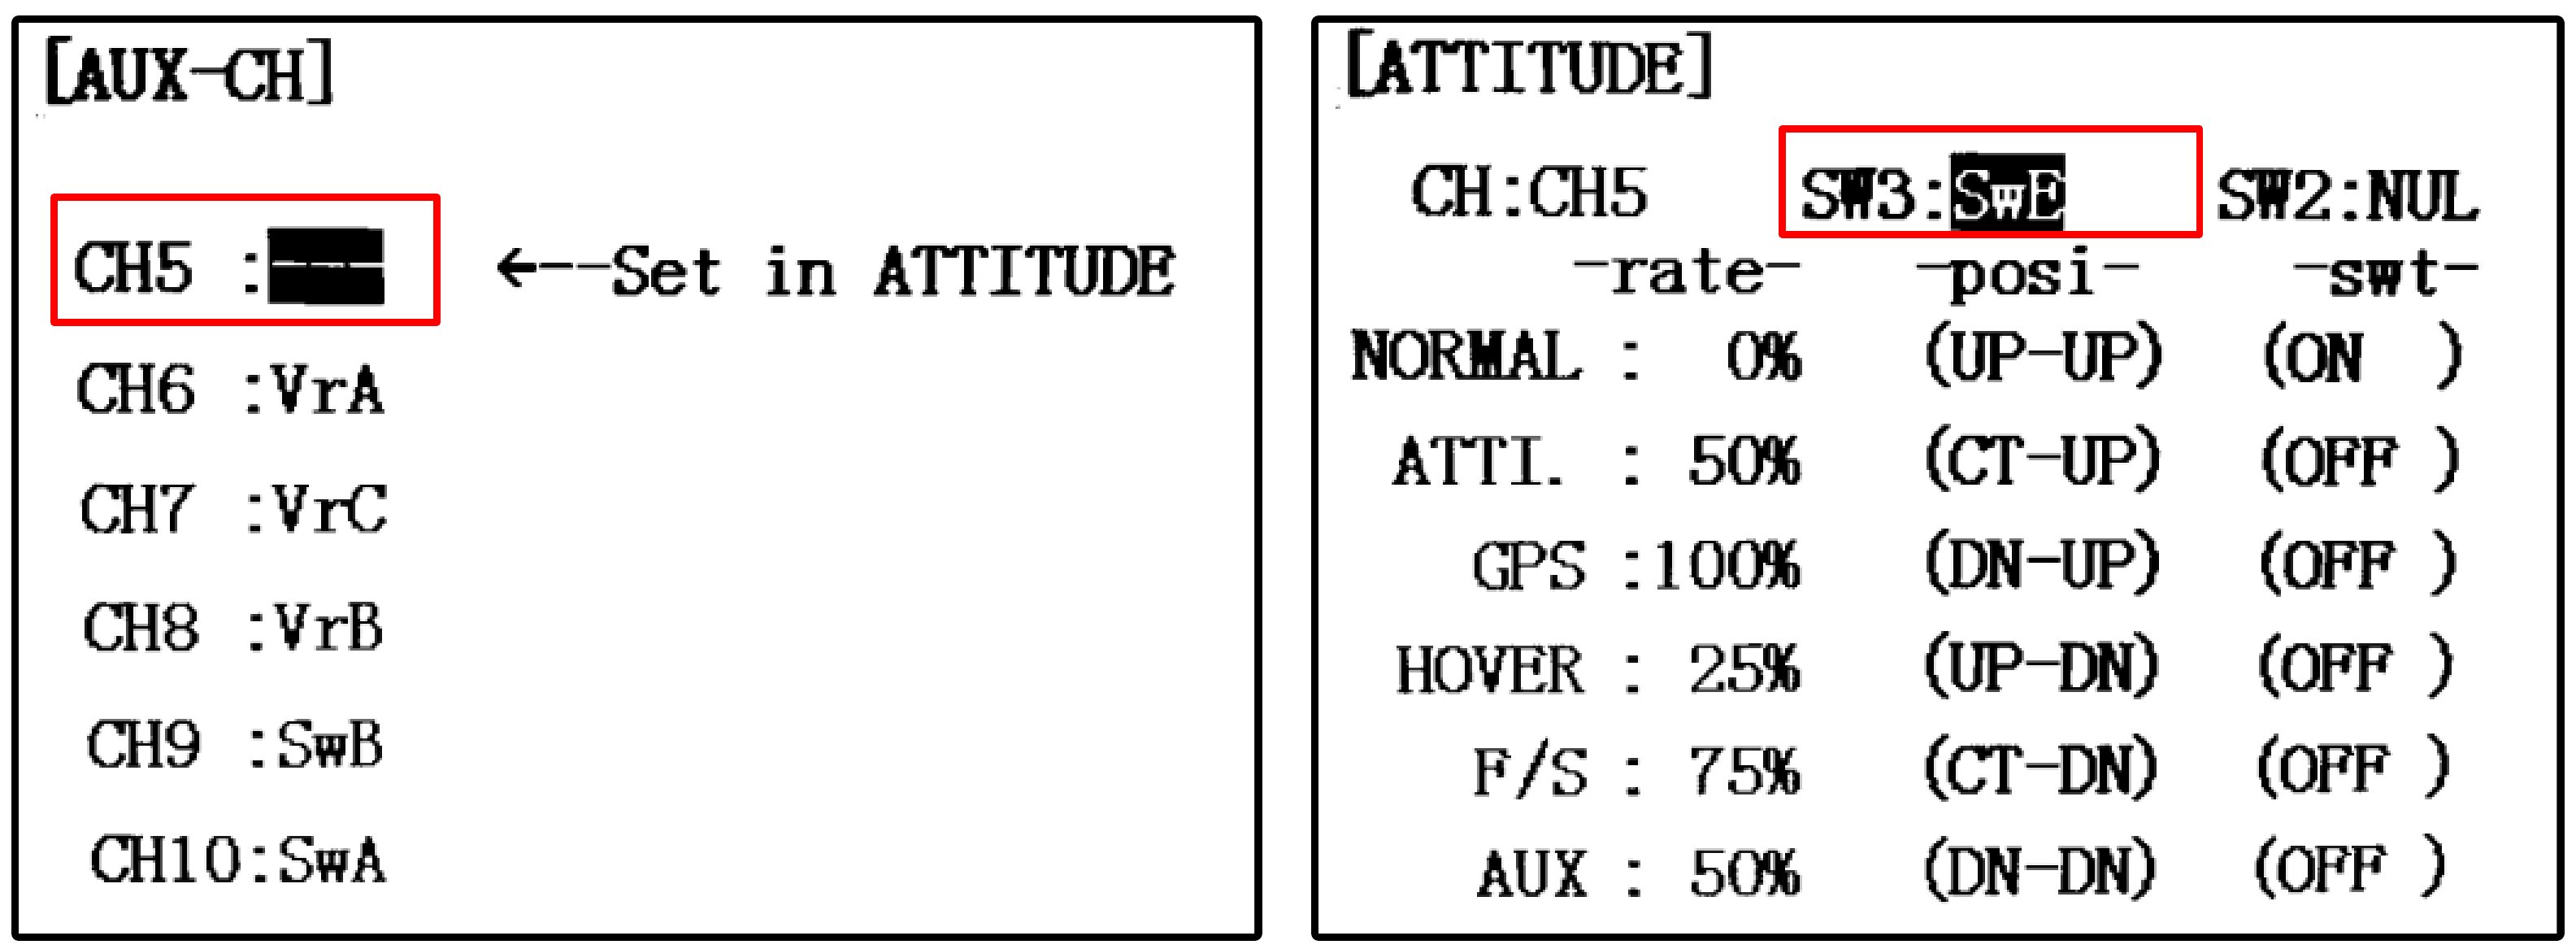 [AUX-CH]
CH5 : ←---Set in ATTITUDE
CH6 :VrA
CH7 :VrC
CH8 :VrB
CH9 :SwB
CH10:SwA
[ATTITUDE]
CH:CH5 SW3:SwE SW2:NUL
-rate- -posi- -swt-
NORMAL : 0% (UP-UP) (ON )
ATTI. : 50% (CT-UP) (OFF )
GPS :100% (DN-UP) (OFF )
HOVER : 25% (UP-DN) (OFF )
F/S : 75% (CT-DN) (OFF )
AUX : 50% (DN-DN) (OFF )